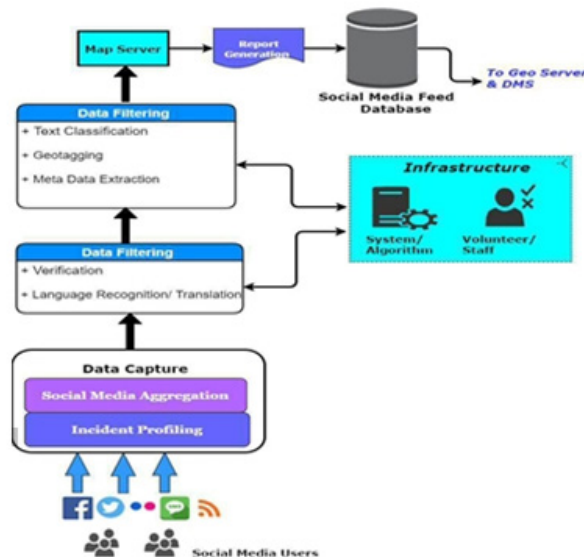 Map Server
Report
Generation
Social Media Feed
Database
To Geo Server
& DMS
Data Filtering
+ Text Classification
+ Geotagging
+ Meta Data Extraction
Infrastructure
System/
Algorithm
Volunteer/
Staff
Data Filtering
+ Verification
+ Language Recognition/ Translation
Data Capture
Social Media Aggregation
Incident Profiling
Social Media Users